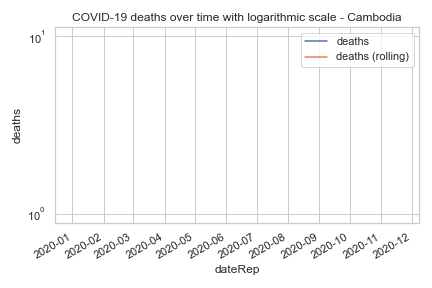 COVID-19 deaths over time with logarithmic scale - Cambodia
deaths
deaths (rolling)
10¹
10⁰
deaths
2020-01
2020-02
2020-03
2020-04
2020-05
2020-06
2020-07
2020-08
2020-09
2020-10
2020-11
2020-12
dateRep